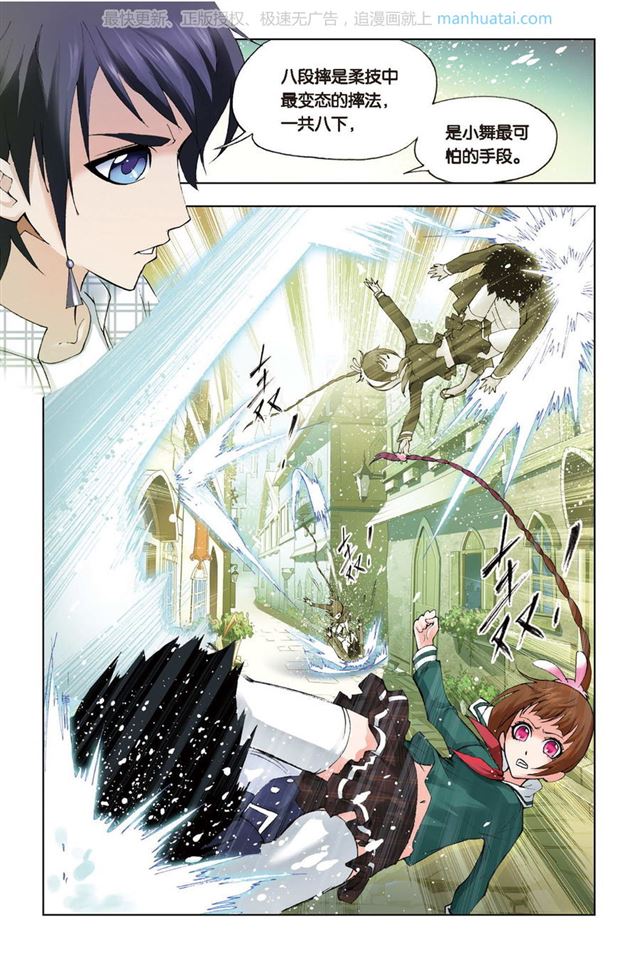 最快更新、正版授权、极速无广告，追漫画就上 manhuatai.com
八段摔是柔技中
最变态的摔法，
一共八下，
是小舞最可
怕的手段。
轰！
轰！
轰！